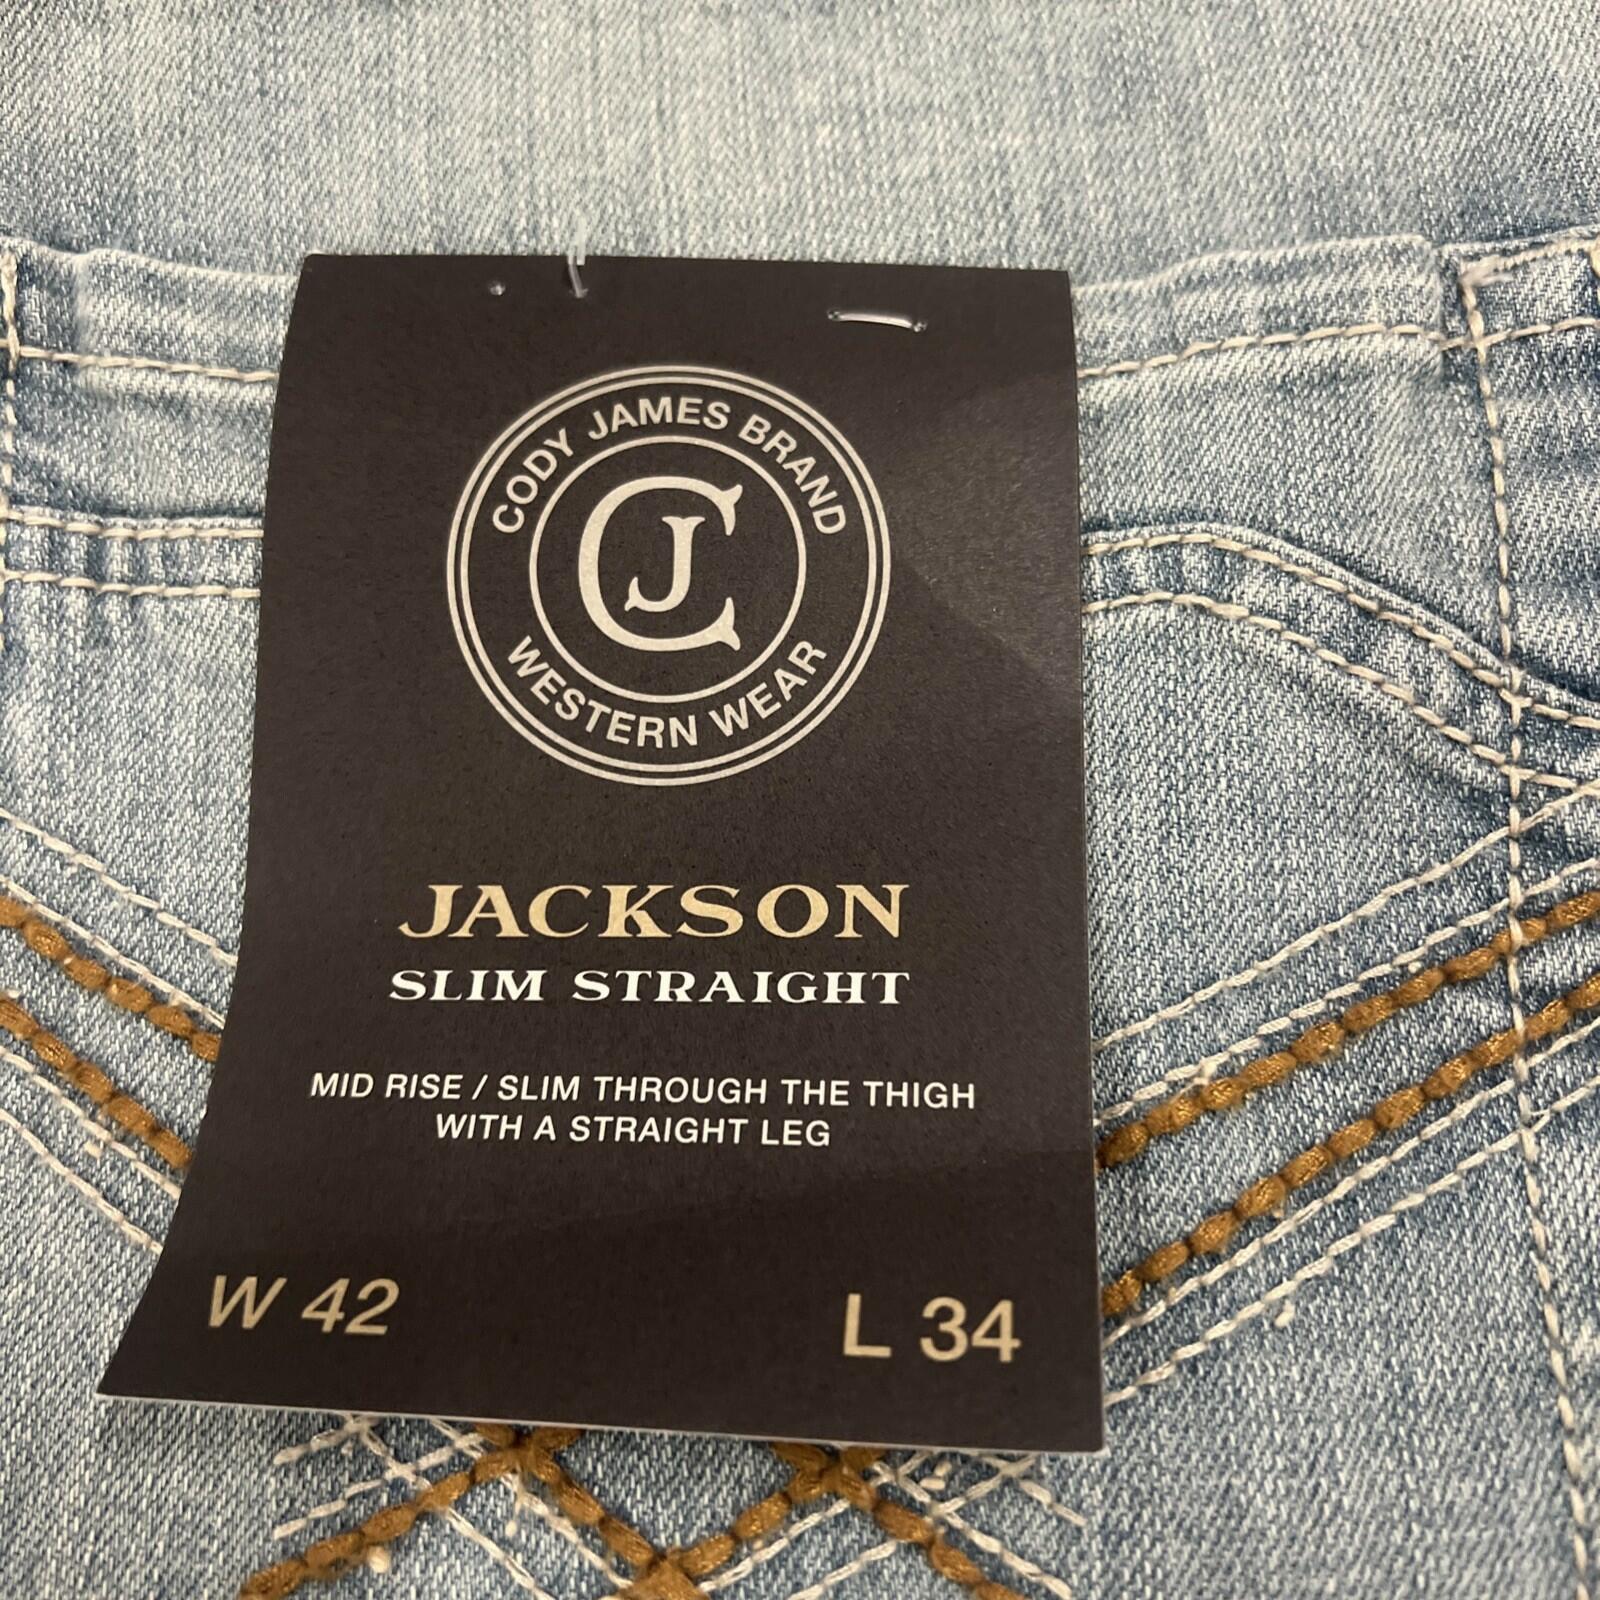 CODY JAMES BRAND
CJ
WESTERN WEAR
JACKSON
SLIM STRAIGHT
MID RISE / SLIM THROUGH THE THIGH
WITH A STRAIGHT LEG
W 42 L 34